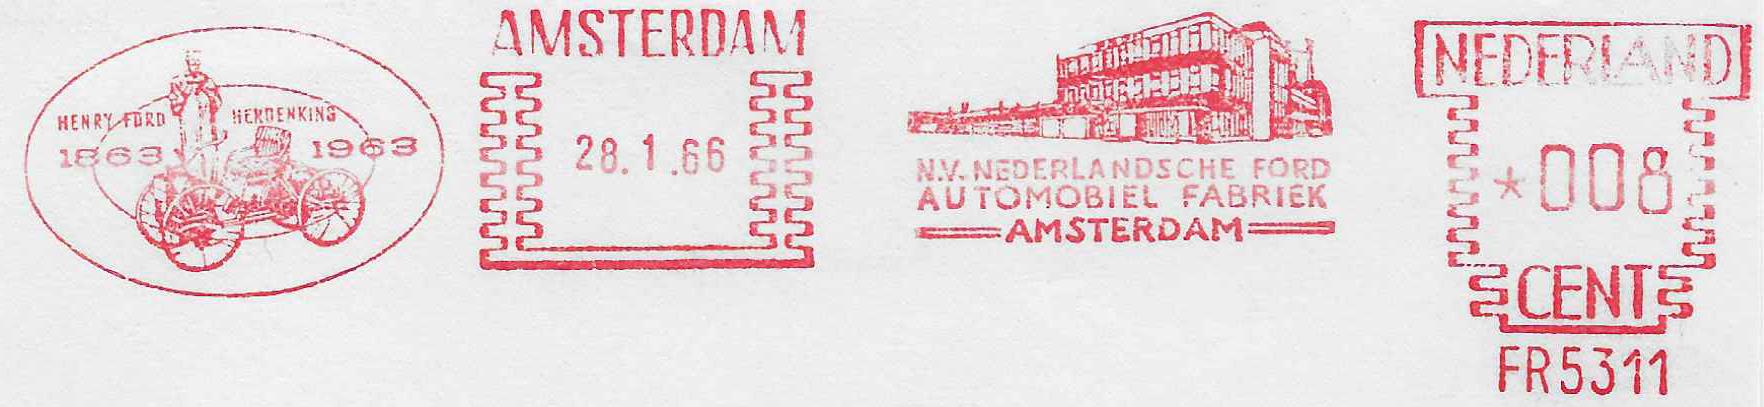 HENRY FORD HERDENKING
1863 1963
AMSTERDAM
28.1.66
N.V. NEDERLANDSCHE FORD
AUTOMOBIEL FABRIEK
AMSTERDAM
NEDERLAND
*008
CENT
FR5311